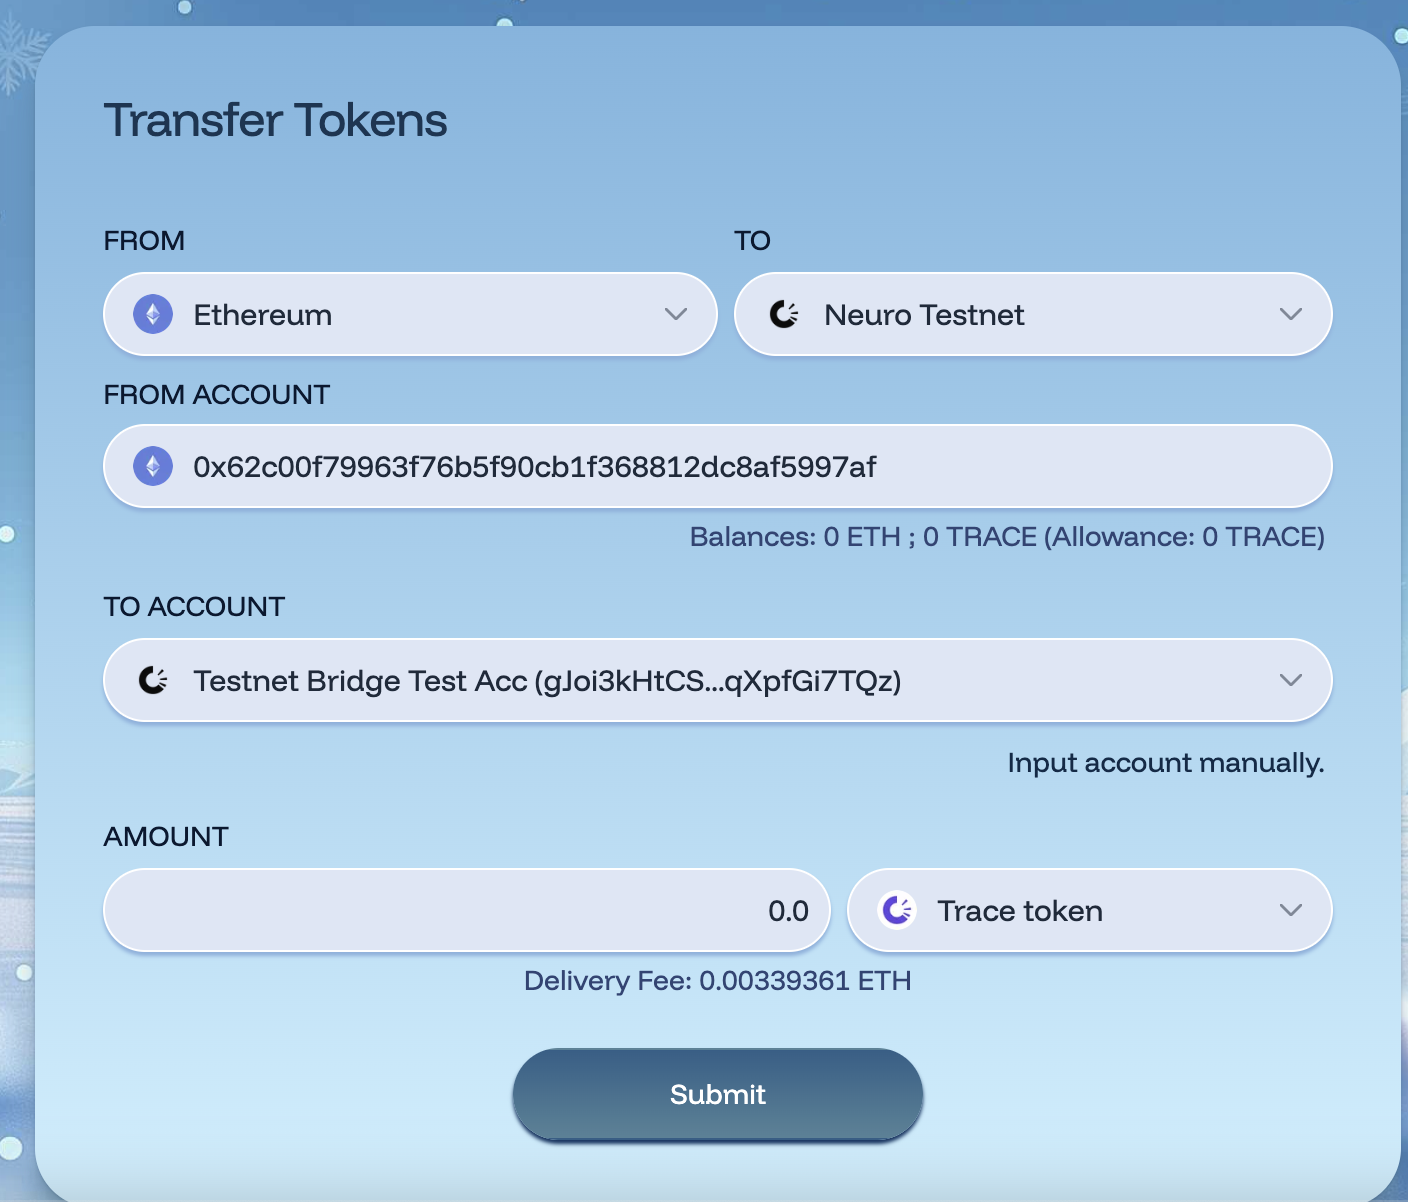 Transfer Tokens
FROM
TO
Ethereum
Neuro Testnet
FROM ACCOUNT
0x62c00f79963f76b5f90cb1f368812dc8af5997af
Balances: 0 ETH ; 0 TRACE (Allowance: 0 TRACE)
TO ACCOUNT
Testnet Bridge Test Acc (gJoi3kHtCS...qXpfGi7TQz)
Input account manually.
AMOUNT
0.0
Trace token
Delivery Fee: 0.00339361 ETH
Submit